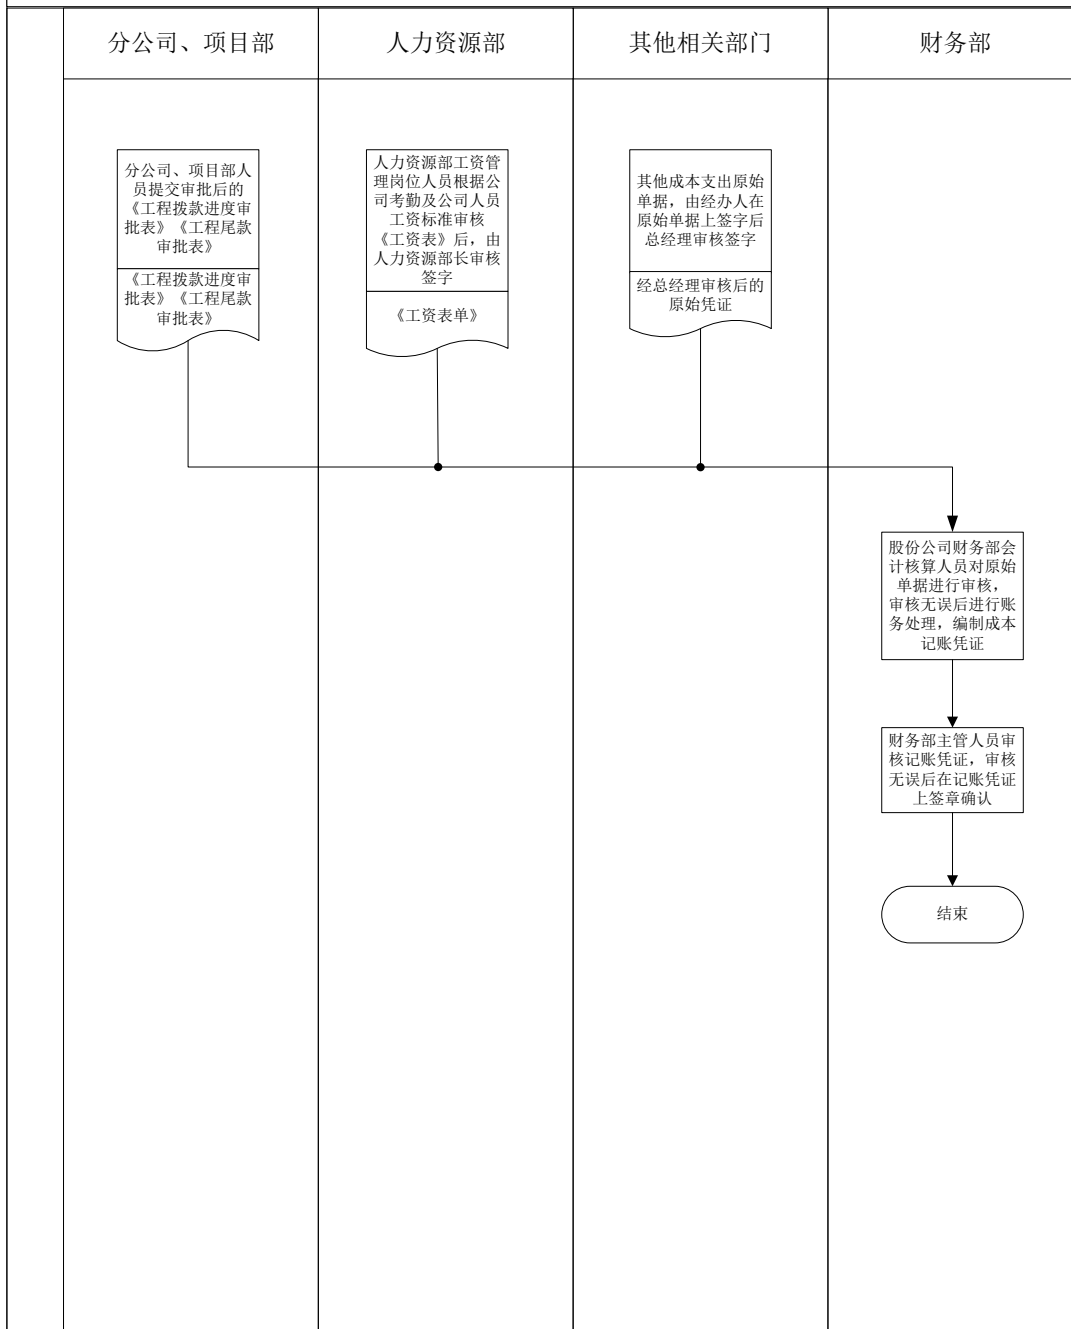 分公司、项目部
人力资源部
其他相关部门
财务部
分公司、项目部人
员提交审批后的
《工程拨款进度审
批表》《工程尾款
审批表》
《工程拨款进度审
批表》《工程尾款
审批表》
人力资源部工资管
理岗位人员根据公
司考勤及公司人员
工资标准审核
《工资表》后，由
人力资源部长审核
签字
《工资表单》
其他成本支出原始
单据，由经办人在
原始单据上签字后
总经理审核签字
经总经理审核后的
原始凭证
股份公司财务部会
计核算人员对原始
单据进行审核，
审核无误后进行账
务处理，编制成本
记账凭证
财务部主管人员审
核记账凭证，审核
无误后在记账凭证
上签章确认
结束